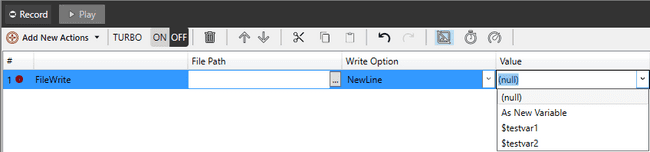 Record Play
Add New Actions TURBO ON OFF
# File Path Write Option Value
1 FileWrite ... NewLine (null)
(null)
As New Variable
$testvar1
$testvar2